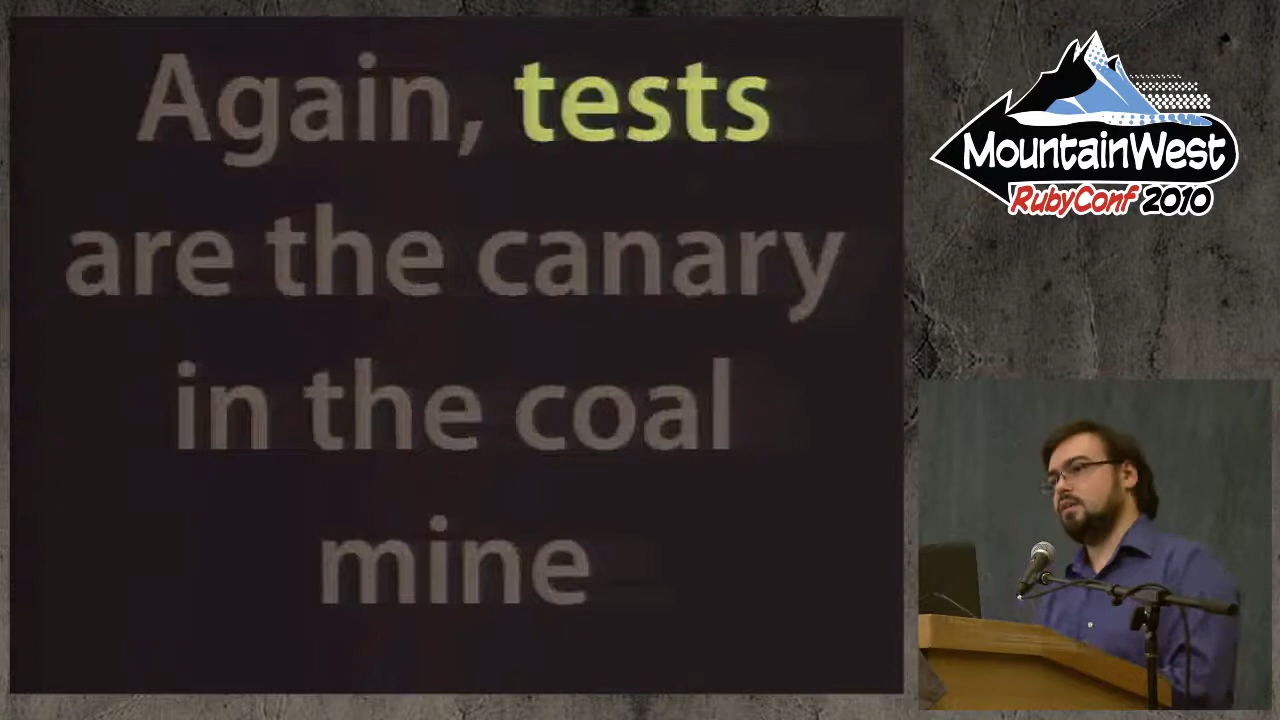 Again, tests
are the canary
in the coal
mine
MountainWest
RubyConf 2010